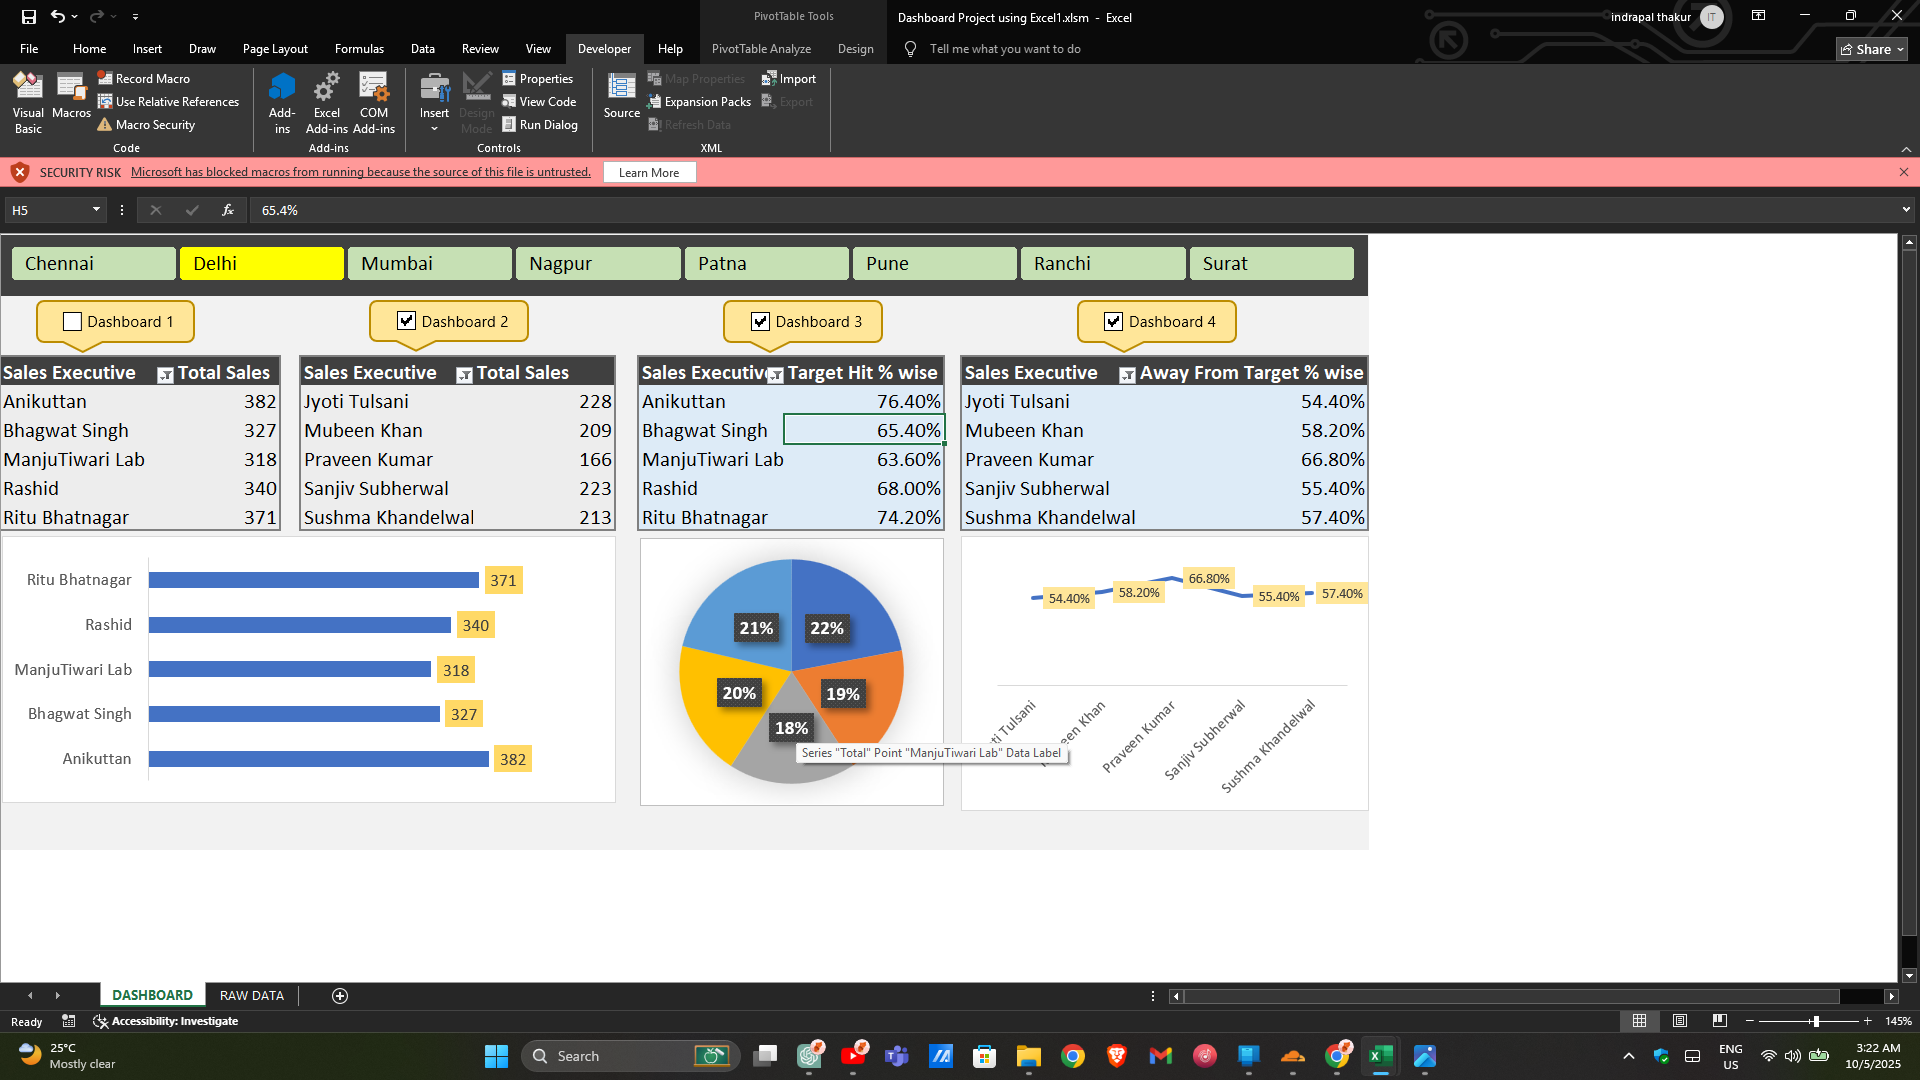 PivotTable Tools
Dashboard Project using Excel1.xlsm - Excel
indrapal thakur
IT
File Home Insert Draw Page Layout Formulas Data Review View Developer Help PivotTable Analyze Design Tell me what you want to do
Share
Visual Basic
Macros
Record Macro
Use Relative References
Macro Security
Code
Add-ins
Excel Add-ins
COM Add-ins
Add-ins
Insert
Design Mode
Properties
View Code
Run Dialog
Controls
Source
Map Properties
Expansion Packs
Refresh Data
Import
Export
XML
SECURITY RISK Microsoft has blocked macros from running because the source of this file is untrusted. Learn More
H5
fx
65.4%
Chennai Delhi Mumbai Nagpur Patna Pune Ranchi Surat
Dashboard 1 Dashboard 2 Dashboard 3 Dashboard 4
Sales Executive Total Sales
Anikuttan 382
Bhagwat Singh 327
ManjuTiwari Lab 318
Rashid 340
Ritu Bhatnagar 371
Sales Executive Total Sales
Jyoti Tulsani 228
Mubeen Khan 209
Praveen Kumar 166
Sanjiv Subherwal 223
Sushma Khandelwal 213
Sales Executive Target Hit % wise
Anikuttan 76.40%
Bhagwat Singh 65.40%
ManjuTiwari Lab 63.60%
Rashid 68.00%
Ritu Bhatnagar 74.20%
Sales Executive Away From Target % wise
Jyoti Tulsani 54.40%
Mubeen Khan 58.20%
Praveen Kumar 66.80%
Sanjiv Subherwal 55.40%
Sushma Khandelwal 57.40%
Ritu Bhatnagar 371
Rashid 340
ManjuTiwari Lab 318
Bhagwat Singh 327
Anikuttan 382
21% 22%
20% 19%
18%
Series "Total" Point "ManjuTiwari Lab" Data Label
54.40% 58.20% 66.80% 55.40% 57.40%
Tulsani
Khan
Praveen Kumar
Sanjiv Subherwal
Sushma Khandelwal
DASHBOARD RAW DATA
Ready
Accessibility: Investigate
145%
25°C
Mostly clear
Search
ENG
US
3:22 AM
10/5/2025